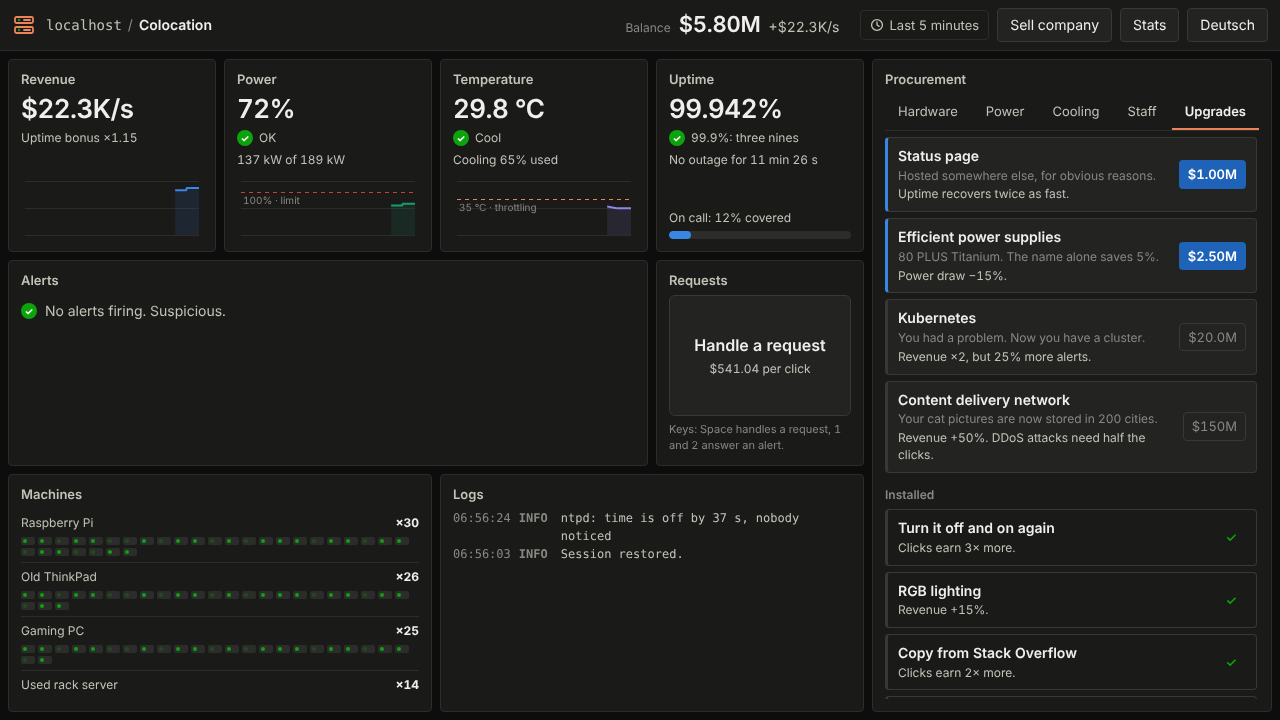 localhost / Colocation
Balance $5.80M +$22.3K/s
Last 5 minutes
Sell company
Stats
Deutsch
Revenue
$22.3K/s
Uptime bonus ×1.15
Power
72%
OK
137 kW of 189 kW
100% · limit
Temperature
29.8 °C
Cool
Cooling 65% used
35 °C · throttling
Uptime
99.942%
99.9%: three nines
No outage for 11 min 26 s
On call: 12% covered
Alerts
No alerts firing. Suspicious.
Requests
Handle a request
$541.04 per click
Keys: Space handles a request, 1
and 2 answer an alert.
Machines
Raspberry Pi ×30
Old ThinkPad ×26
Gaming PC ×25
Used rack server ×14
Logs
06:56:24 INFO ntpd: time is off by 37 s, nobody
noticed
06:56:03 INFO Session restored.
Procurement
Hardware Power Cooling Staff Upgrades
Status page
Hosted somewhere else, for obvious reasons.
Uptime recovers twice as fast.
$1.00M
Efficient power supplies
80 PLUS Titanium. The name alone saves 5%.
Power draw −15%.
$2.50M
Kubernetes
You had a problem. Now you have a cluster.
Revenue ×2, but 25% more alerts.
$20.0M
Content delivery network
Your cat pictures are now stored in 200 cities.
Revenue +50%. DDoS attacks need half the
clicks.
$150M
Installed
Turn it off and on again
Clicks earn 3× more.
RGB lighting
Revenue +15%.
Copy from Stack Overflow
Clicks earn 2× more.